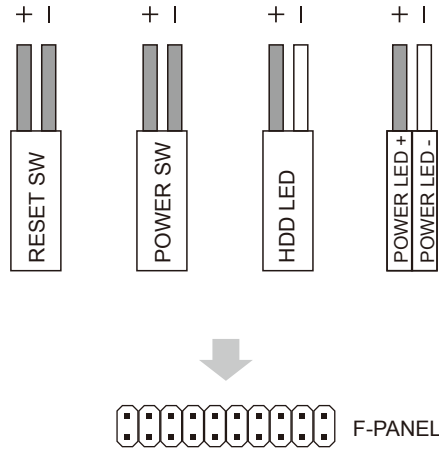 + − + − + − + −
RESET SW
POWER SW
HDD LED
POWER LED +
POWER LED -
F-PANEL